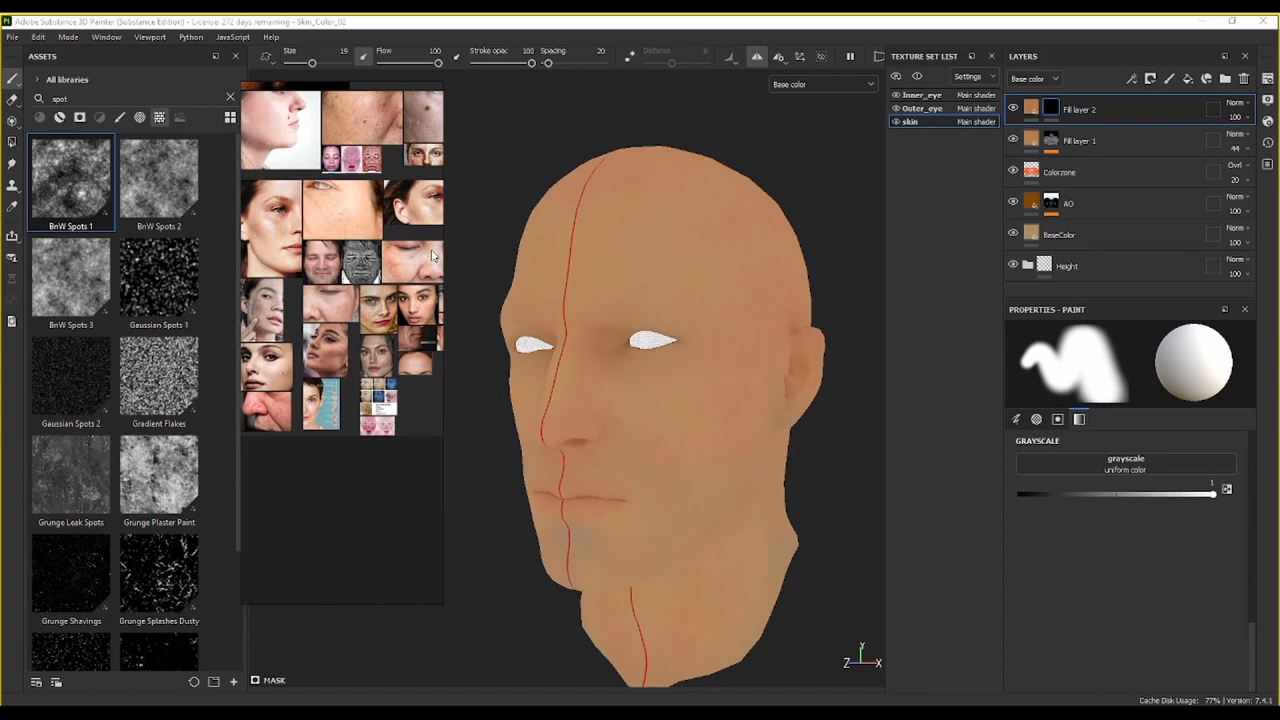 Adobe Substance 3D Painter (Substance Edition) - License: 272 days remaining - Skin_Color_02
File Edit Mode Window Viewport Python JavaScript Help
ASSETS
All libraries
spot
BnW Spots 1
BnW Spots 2
BnW Spots 3
Gaussian Spots 1
Gaussian Spots 2
Gradient Flakes
Grunge Leak Spots
Grunge Plaster Paint
Grunge Shavings
Grunge Splashes Dusty
Size 19
Flow 100
Stroke opac 100
Spacing 20
Distance 8
Base color
MASK
Y
Z X
TEXTURE SET LIST
Settings
Inner_eye Main shader
Outer_eye Main shader
skin Main shader
LAYERS
Base color
Fill layer 2 Norm 100
Fill layer 1 Norm 44
Colorzone Ovrl 20
AO Norm 100
BaseColor Norm 100
Height Norm 100
PROPERTIES - PAINT
GRAYSCALE
grayscale
uniform color
1
Cache Disk Usage: 77% | Version: 7.4.1